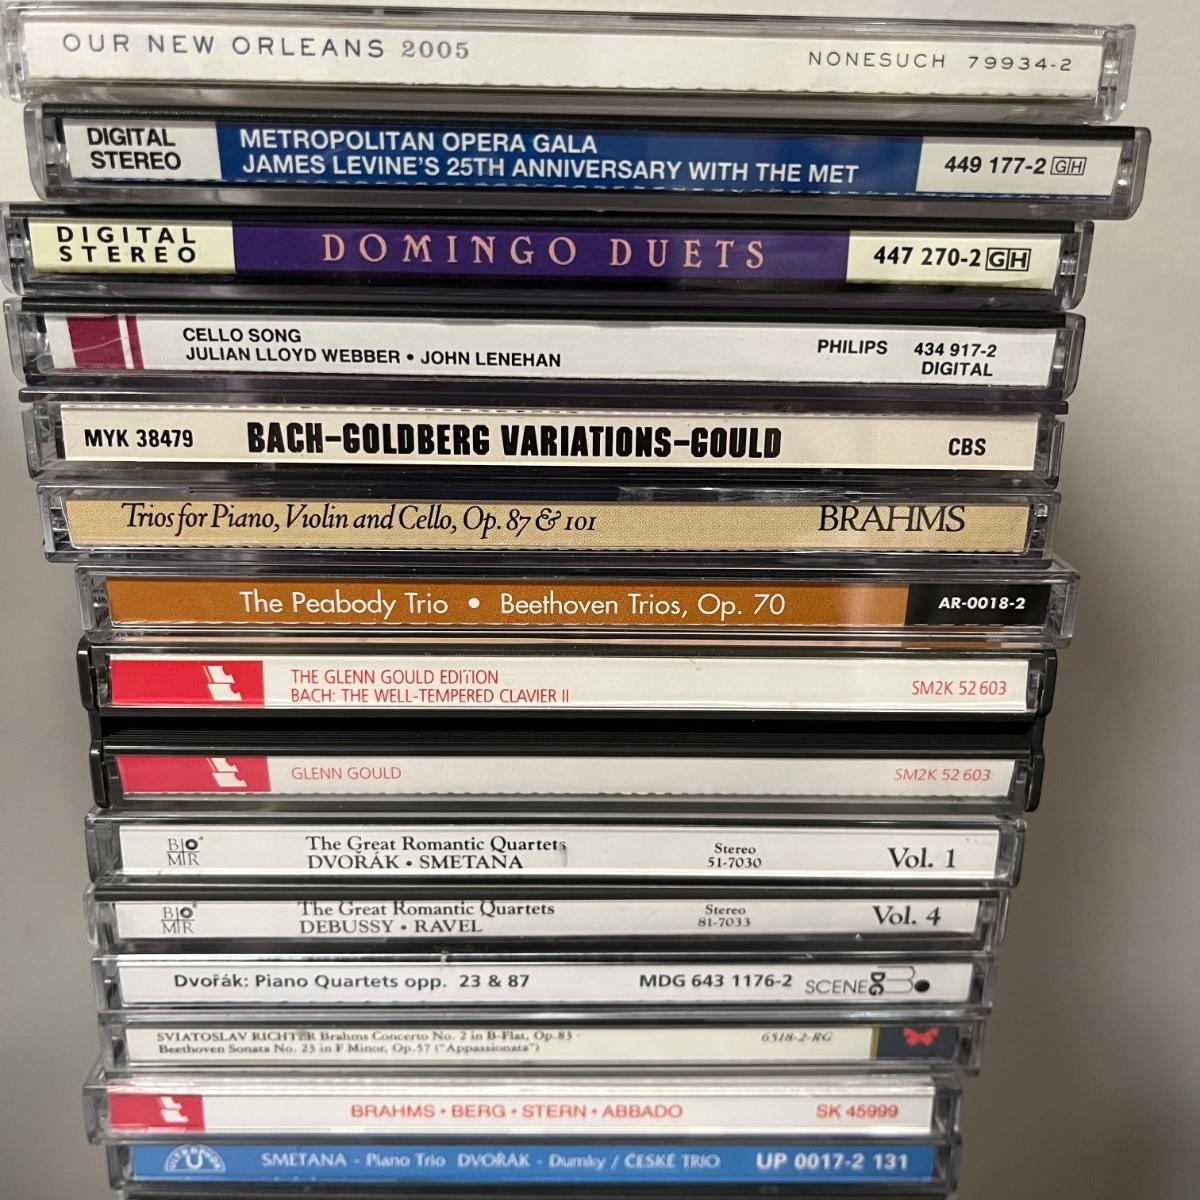 OUR NEW ORLEANS 2005 NONESUCH 79934-2
DIGITAL STEREO
METROPOLITAN OPERA GALA
JAMES LEVINE'S 25TH ANNIVERSARY WITH THE MET
449 177-2 GH
DIGITAL STEREO
DOMINGO DUETS
447 270-2 GH
CELLO SONG
JULIAN LLOYD WEBBER • JOHN LENEHAN
PHILIPS 434 917-2
DIGITAL
MYK 38479 BACH-GOLDBERG VARIATIONS-GOULD CBS
Trios for Piano, Violin and Cello, Op. 87 & 101 BRAHMS
The Peabody Trio • Beethoven Trios, Op. 70 AR-0018-2
THE GLENN GOULD EDITION
BACH: THE WELL-TEMPERED CLAVIER II
SM2K 52 603
GLENN GOULD SM2K 52 603
BO
MR
The Great Romantic Quartets
DVOŘÁK • SMETANA
Stereo
51-7030
Vol. 1
BO
MR
The Great Romantic Quartets
DEBUSSY • RAVEL
Stereo
81-7033
Vol. 4
Dvořák: Piano Quartets opp. 23 & 87 MDG 643 1176-2 SCENE
SVIATOSLAV RICHTER Brahms Concerto No. 2 in B-Flat, Op.83 ·
Beethoven Sonata No. 23 in F Minor, Op.57 ("Appassionata")
6518-2-RG
BRAHMS • BERG • STERN • ABBADO SK 45999
SMETANA - Piano Trio DVOŘÁK - Dumky / ČESKÉ TRIO UP 0017-2 131